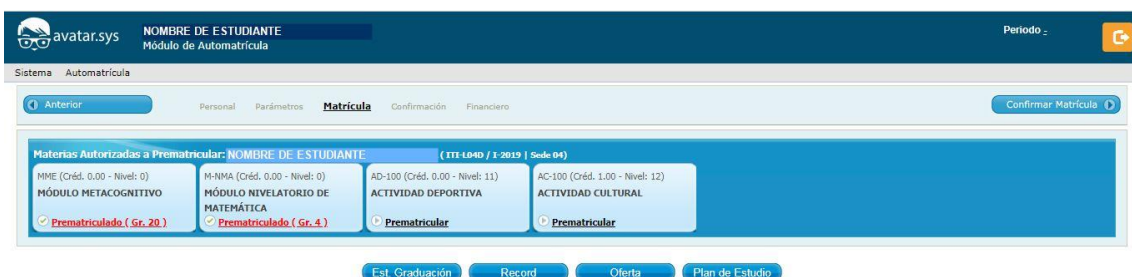 avatar.sys
NOMBRE DE ESTUDIANTE
Módulo de Automatrícula
Periodo -
Sistema Automatrícula
Anterior
Personal Parámetros Matrícula Confirmación Financiero
Confirmar Matrícula
Materias Autorizadas a Prematricular: NOMBRE DE ESTUDIANTE ( ITI-L04D / I-2019 | Sede 04)
MME (Créd. 0.00 - Nivel: 0)
MÓDULO METACOGNITIVO
Prematriculado ( Gr. 20 )
M-NMA (Créd. 0.00 - Nivel: 0)
MÓDULO NIVELATORIO DE
MATEMÁTICA
Prematriculado ( Gr. 4 )
AD-100 (Créd. 0.00 - Nivel: 11)
ACTIVIDAD DEPORTIVA
Prematricular
AC-100 (Créd. 1.00 - Nivel: 12)
ACTIVIDAD CULTURAL
Prematricular
Est. Graduación Record Oferta Plan de Estudio